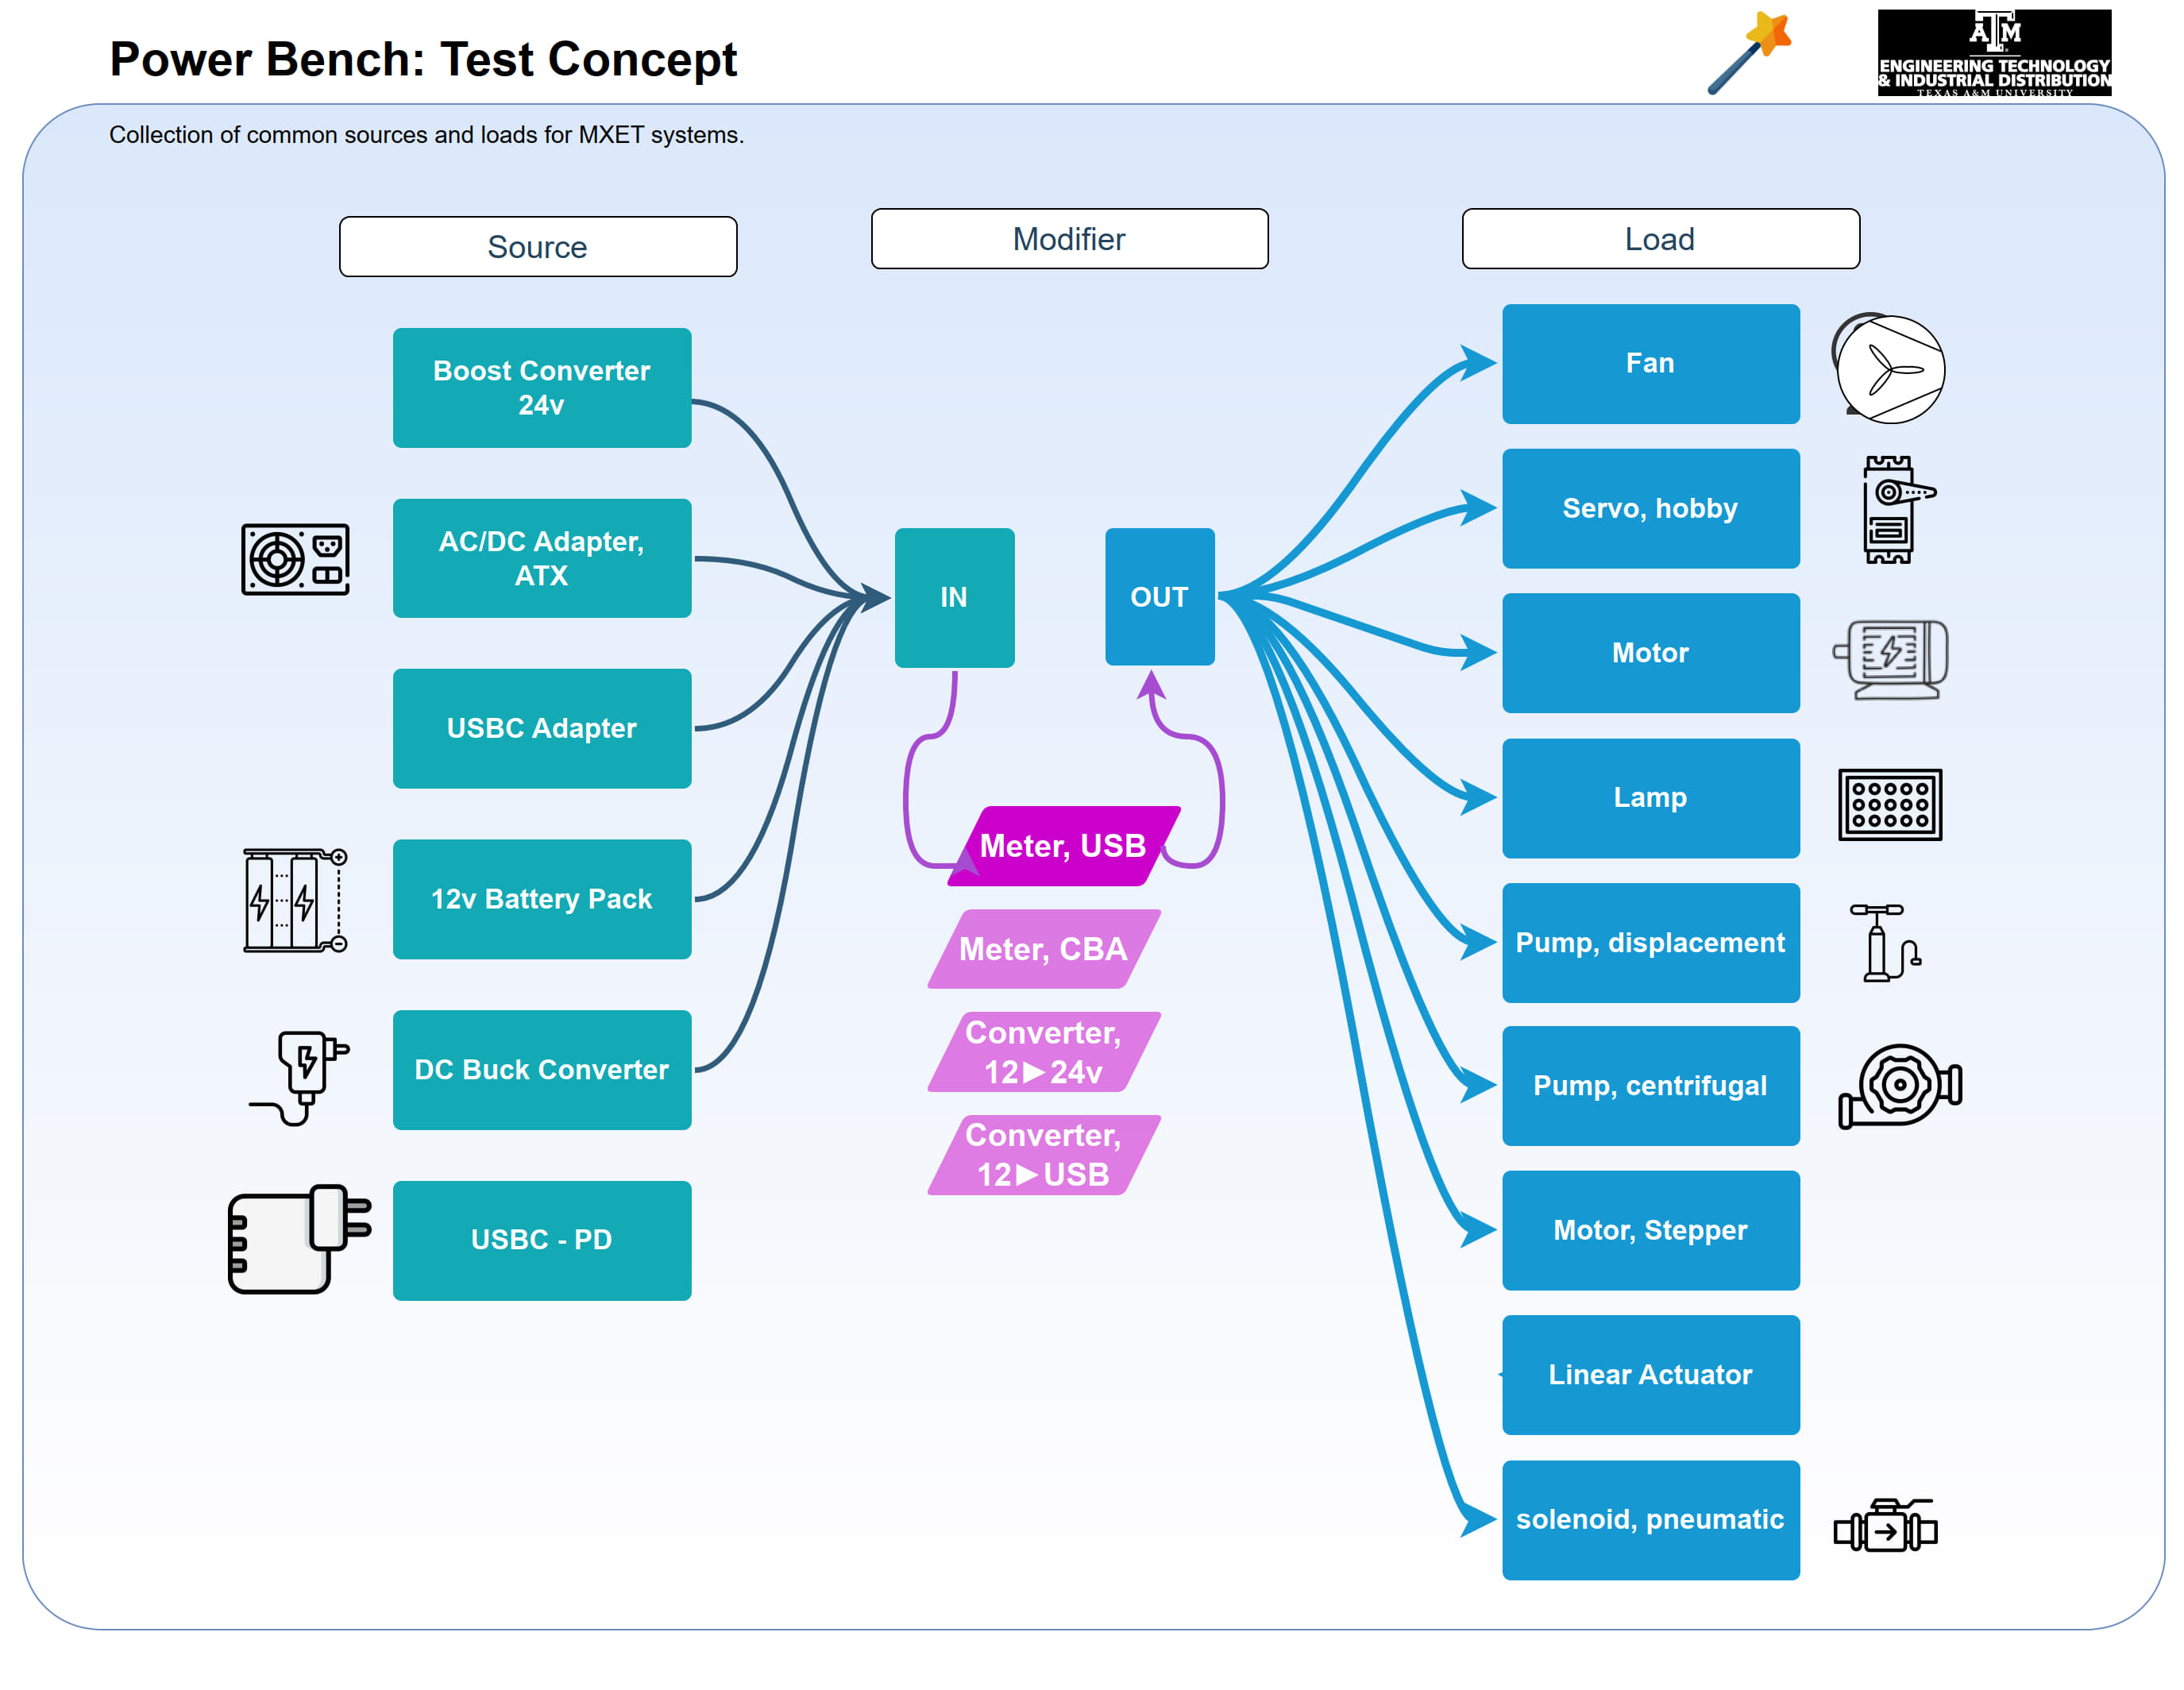 Power Bench: Test Concept
A T M
ENGINEERING TECHNOLOGY
& INDUSTRIAL DISTRIBUTION
TEXAS A&M UNIVERSITY
Collection of common sources and loads for MXET systems.
Source
Modifier
Load
Boost Converter
24v
AC/DC Adapter,
ATX
USBC Adapter
12v Battery Pack
DC Buck Converter
USBC - PD
IN
OUT
Meter, USB
Meter, CBA
Converter,
12►24v
Converter,
12►USB
Fan
Servo, hobby
Motor
Lamp
Pump, displacement
Pump, centrifugal
Motor, Stepper
Linear Actuator
solenoid, pneumatic